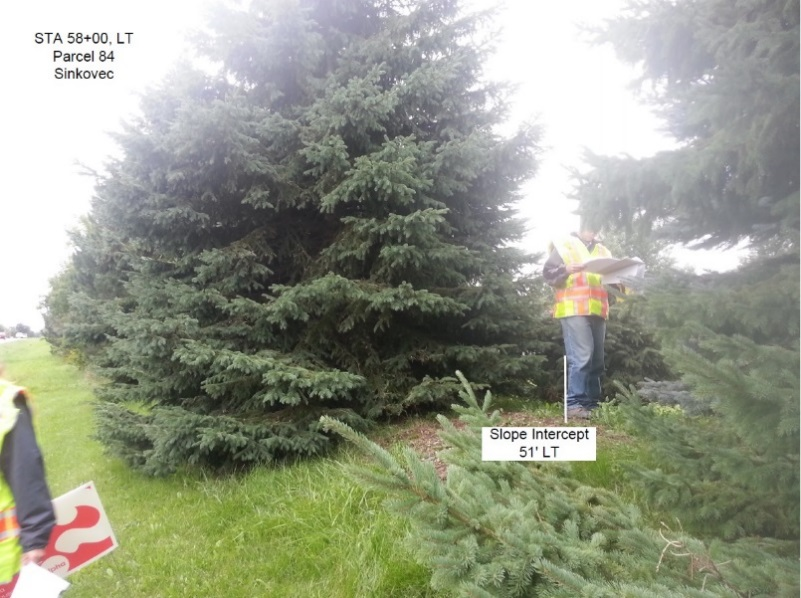 STA 58+00, LT
Parcel 84
Sinkovec
Slope Intercept
51' LT